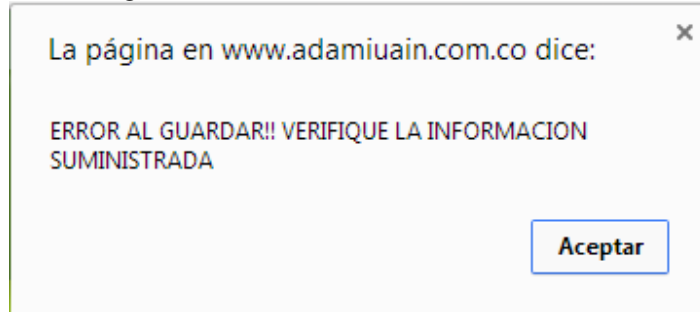 La página en www.adamiuain.com.co dice:
ERROR AL GUARDAR!! VERIFIQUE LA INFORMACION
SUMINISTRADA
Aceptar